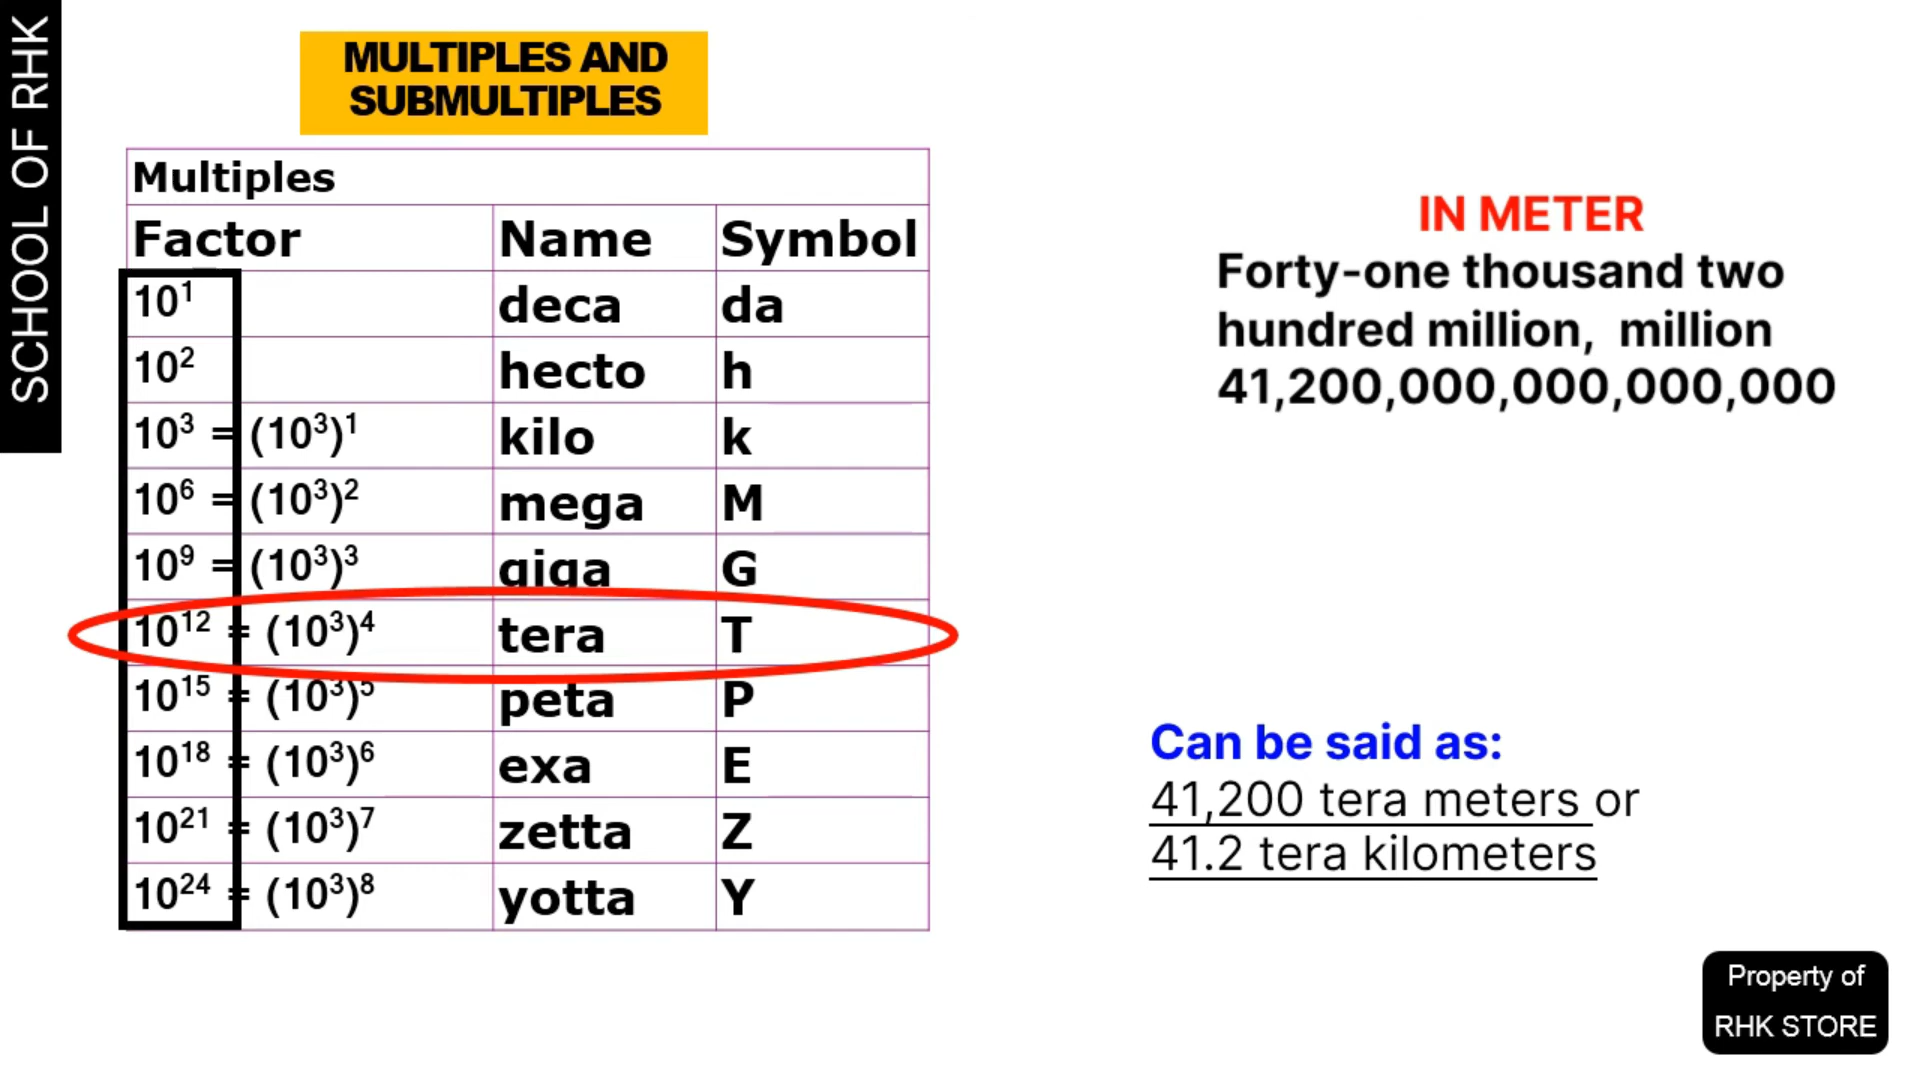 SCHOOL OF RHK
MULTIPLES AND
SUBMULTIPLES
Multiples
Factor Name Symbol
10¹ deca da
10² hecto h
10³ = (10³)¹ kilo k
10⁶ = (10³)² mega M
10⁹ = (10³)³ giga G
10¹² = (10³)⁴ tera T
10¹⁵ = (10³)⁵ peta P
10¹⁸ = (10³)⁶ exa E
10²¹ = (10³)⁷ zetta Z
10²⁴ = (10³)⁸ yotta Y
IN METER
Forty-one thousand two
hundred million, million
41,200,000,000,000,000
Can be said as:
41,200 tera meters or
41.2 tera kilometers
Property of
RHK STORE